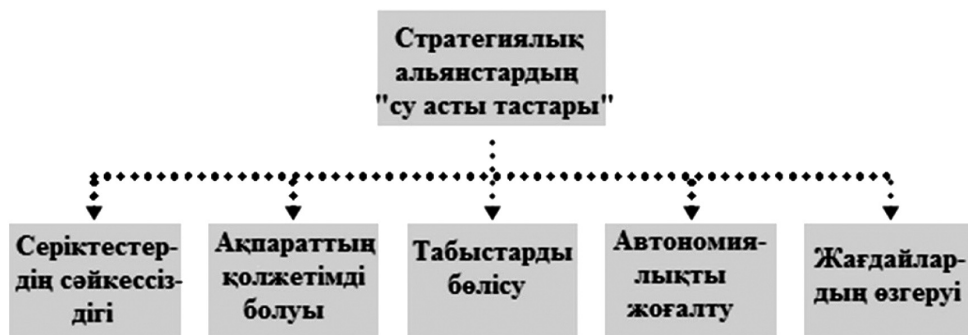 Стратегиялық
альянстардың
"су асты тастары"
Серіктестер-
дің сәйкессіз-
дігі
Ақпараттың
қолжетімді
болуы
Табыстарды
бөлісу
Автономия-
лықты
жоғалту
Жағдайлар-
дың өзгеруі